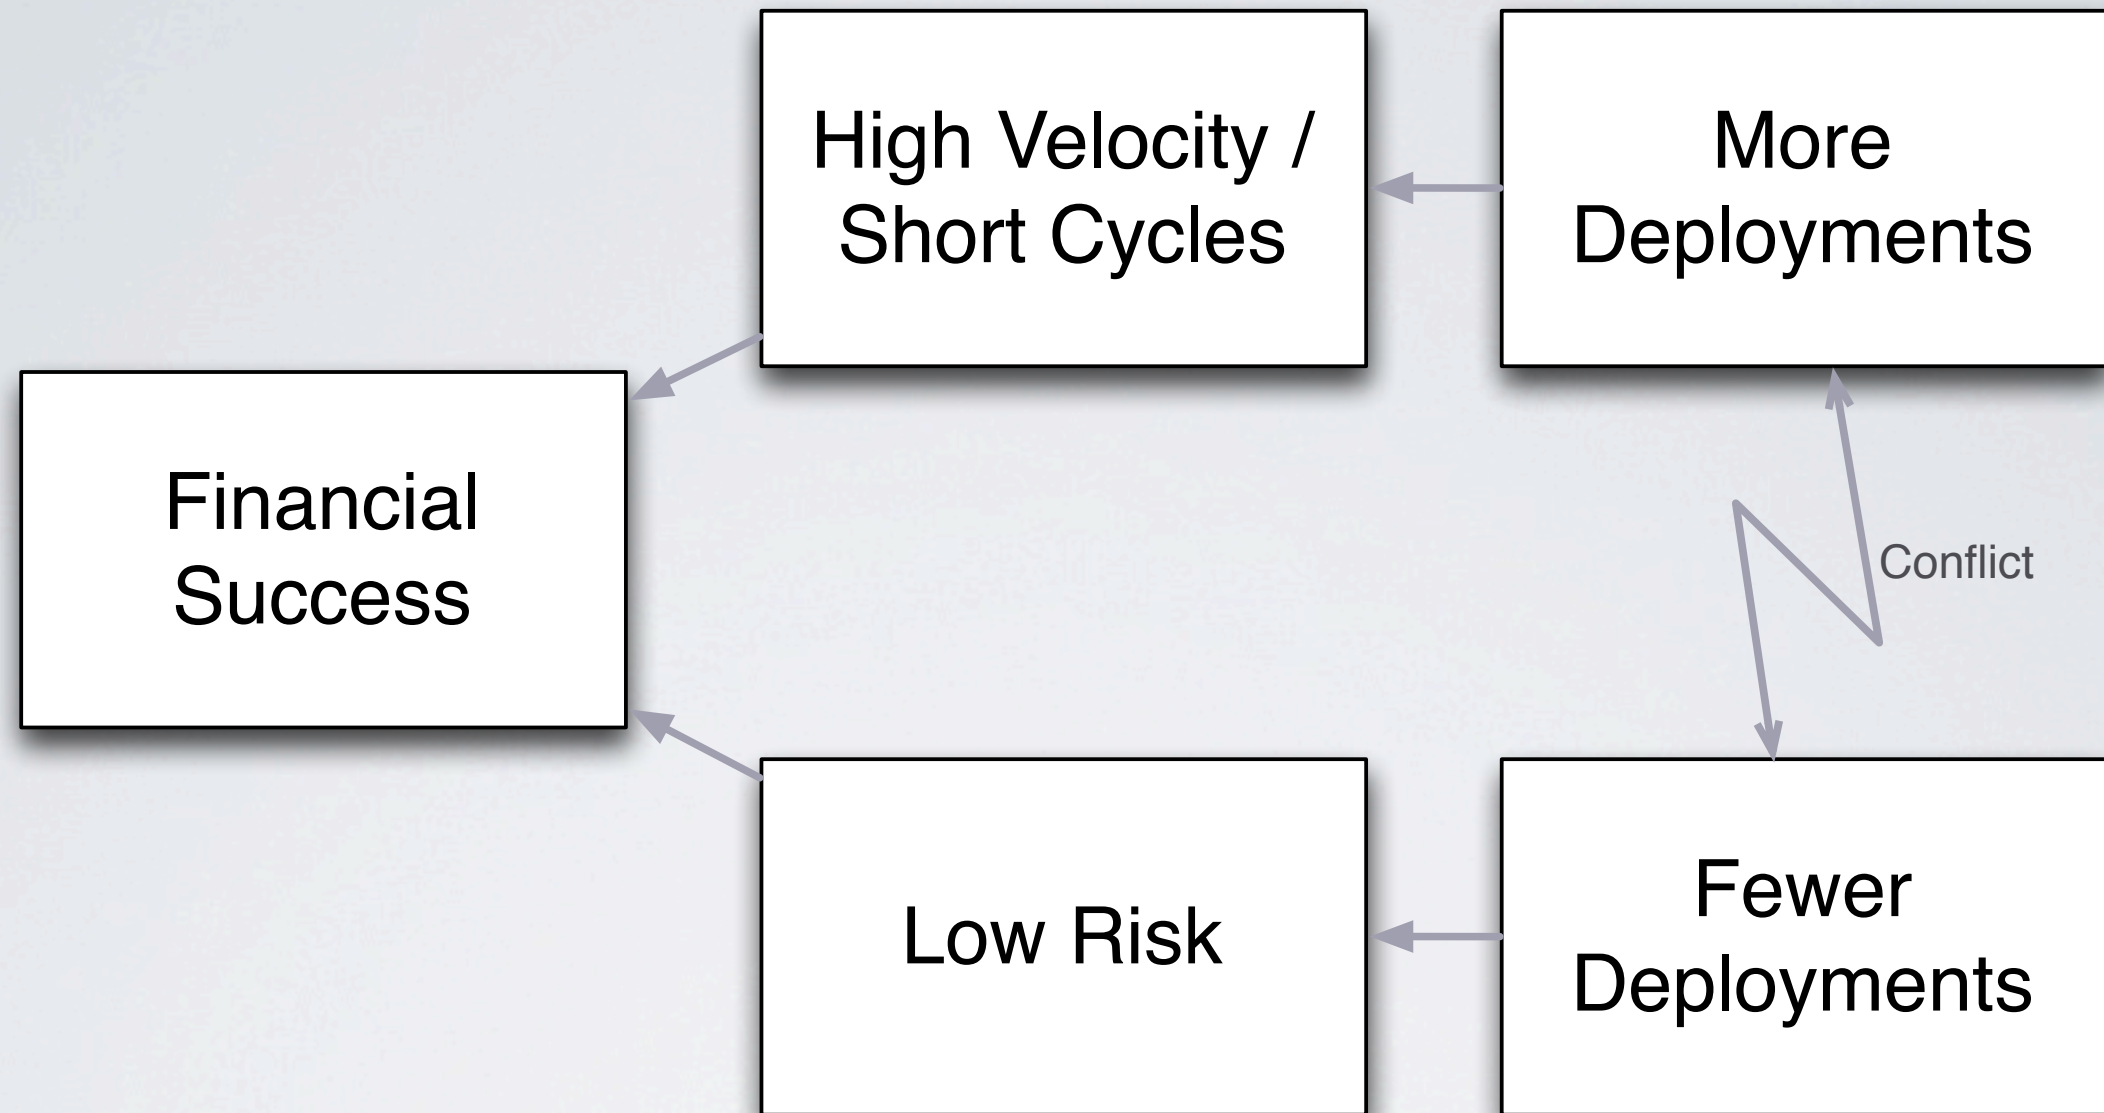 High Velocity /
Short Cycles
More
Deployments
Financial
Success
Conflict
Low Risk
Fewer
Deployments